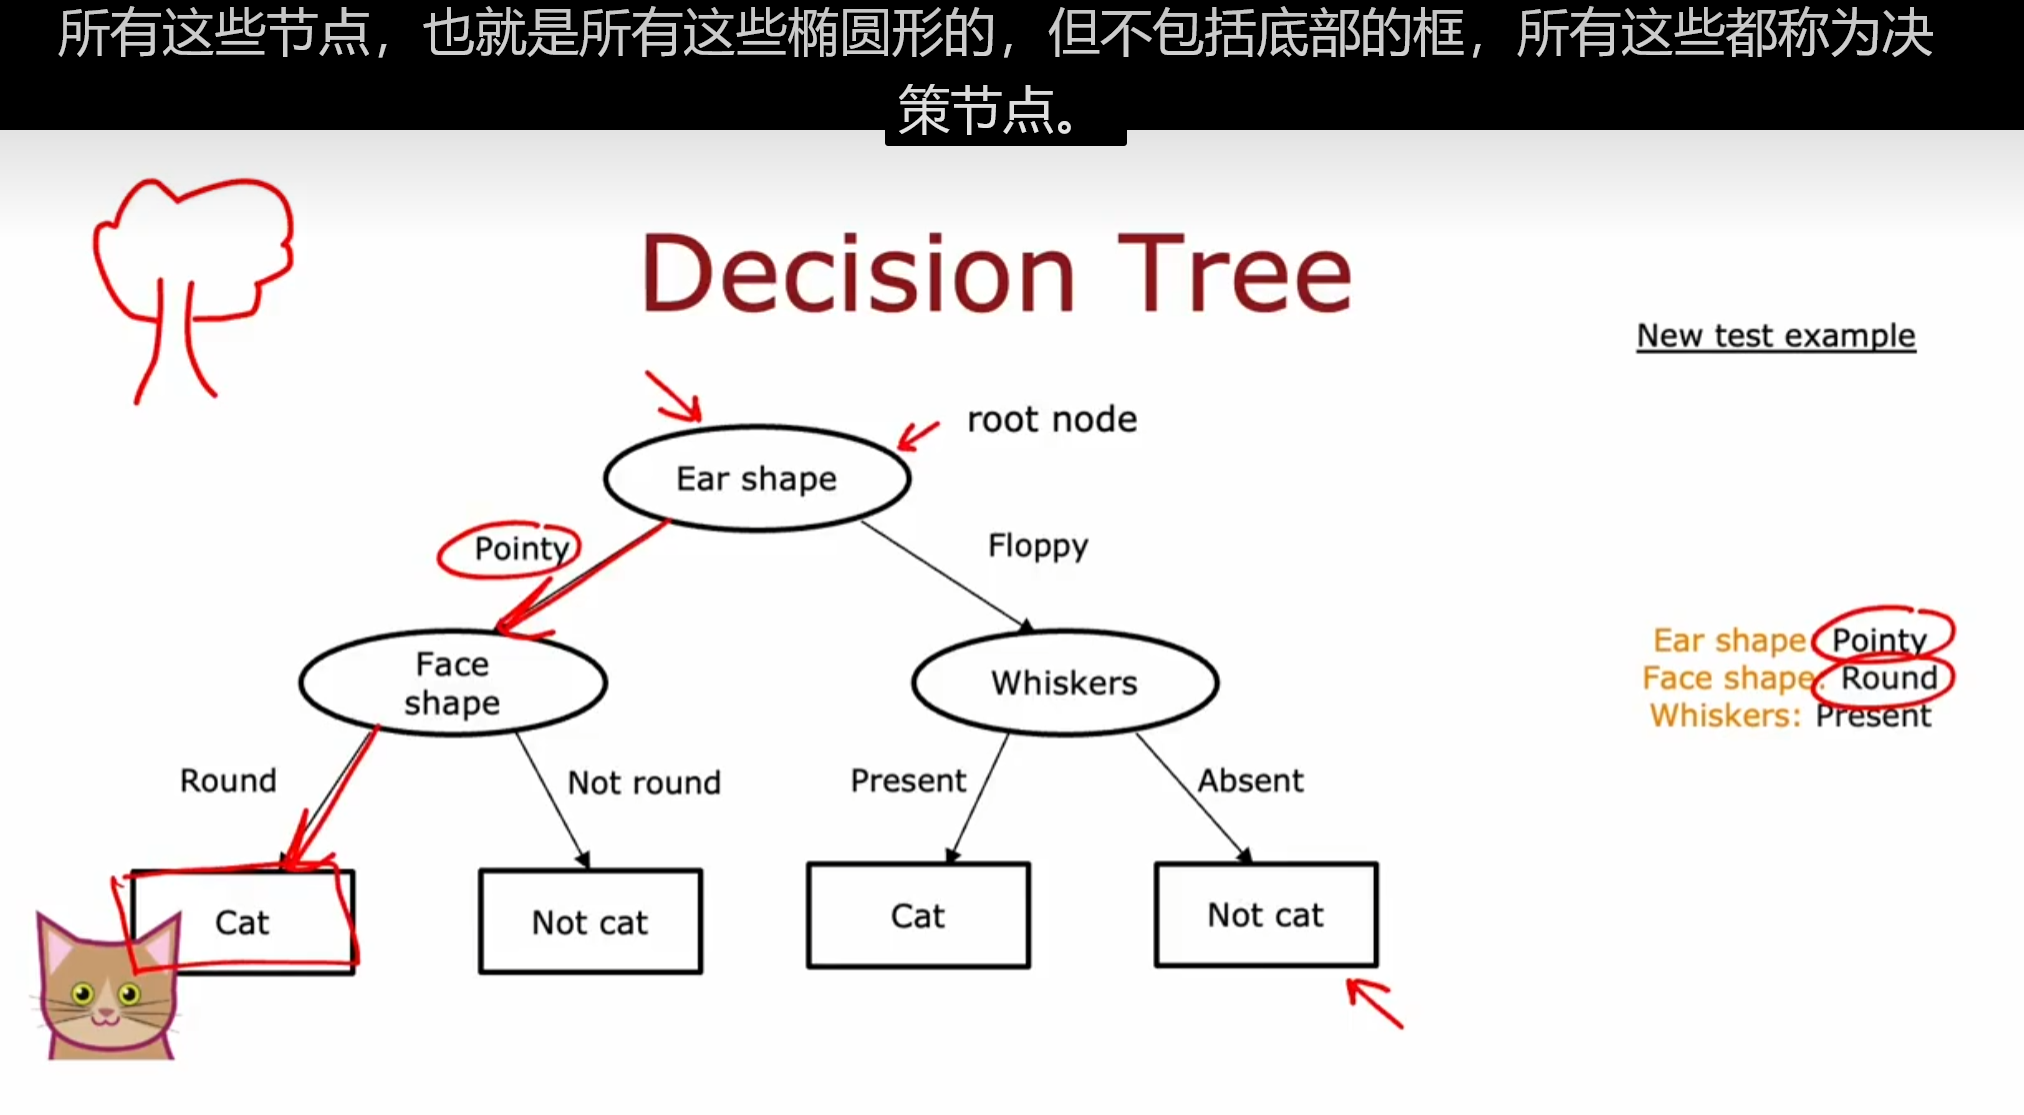 所有这些节点，也就是所有这些椭圆形的，但不包括底部的框，所有这些都称为决
策节点。
Decision Tree
New test example
root node
Ear shape
Pointy
Floppy
Face
shape
Whiskers
Ear shape Pointy
Face shape: Round
Whiskers: Present
Round
Not round
Present
Absent
Cat
Not cat
Cat
Not cat